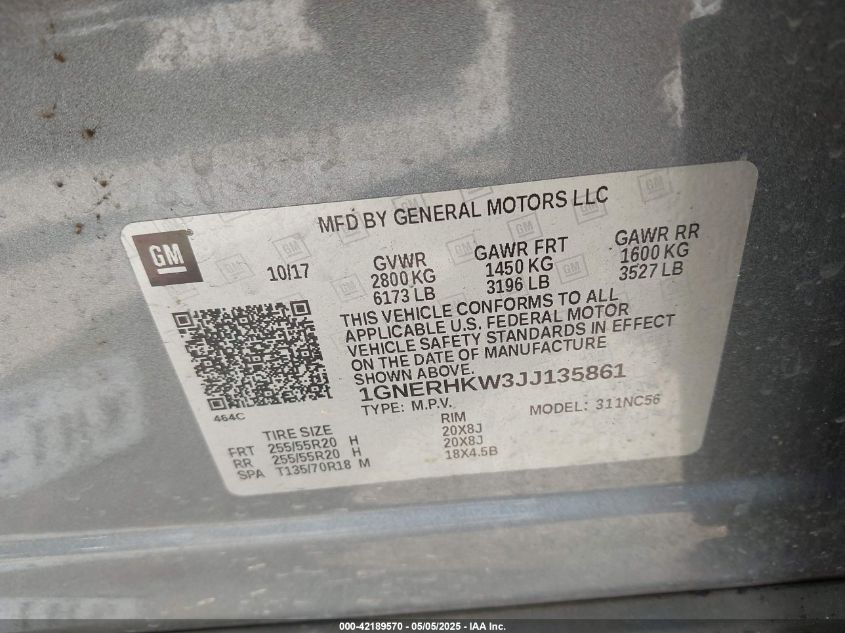 MFD BY GENERAL MOTORS LLC
GM
10/17
GVWR GAWR FRT GAWR RR
2800 KG 1450 KG 1600 KG
6173 LB 3196 LB 3527 LB
THIS VEHICLE CONFORMS TO ALL
APPLICABLE U.S. FEDERAL MOTOR
VEHICLE SAFETY STANDARDS IN EFFECT
ON THE DATE OF MANUFACTURE
SHOWN ABOVE.
1GNERHKW3JJ135861
TYPE: M.P.V. MODEL: 311NC56
464C
TIRE SIZE RIM
FRT 255/55R20 H 20X8J
RR 255/55R20 H 20X8J
SPA T135/70R18 M 18X4.5B
000-42189570 - 05/05/2025 - IAA Inc.